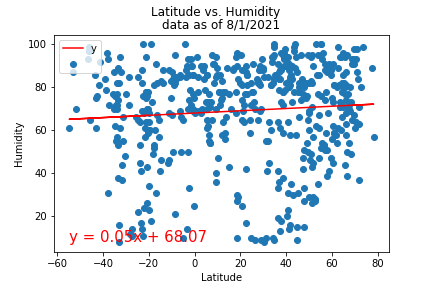 Latitude vs. Humidity
data as of 8/1/2021
y
100
80
60
40
20
Humidity
y = 0.05x + 68.07
−60 −40 −20 0 20 40 60 80
Latitude